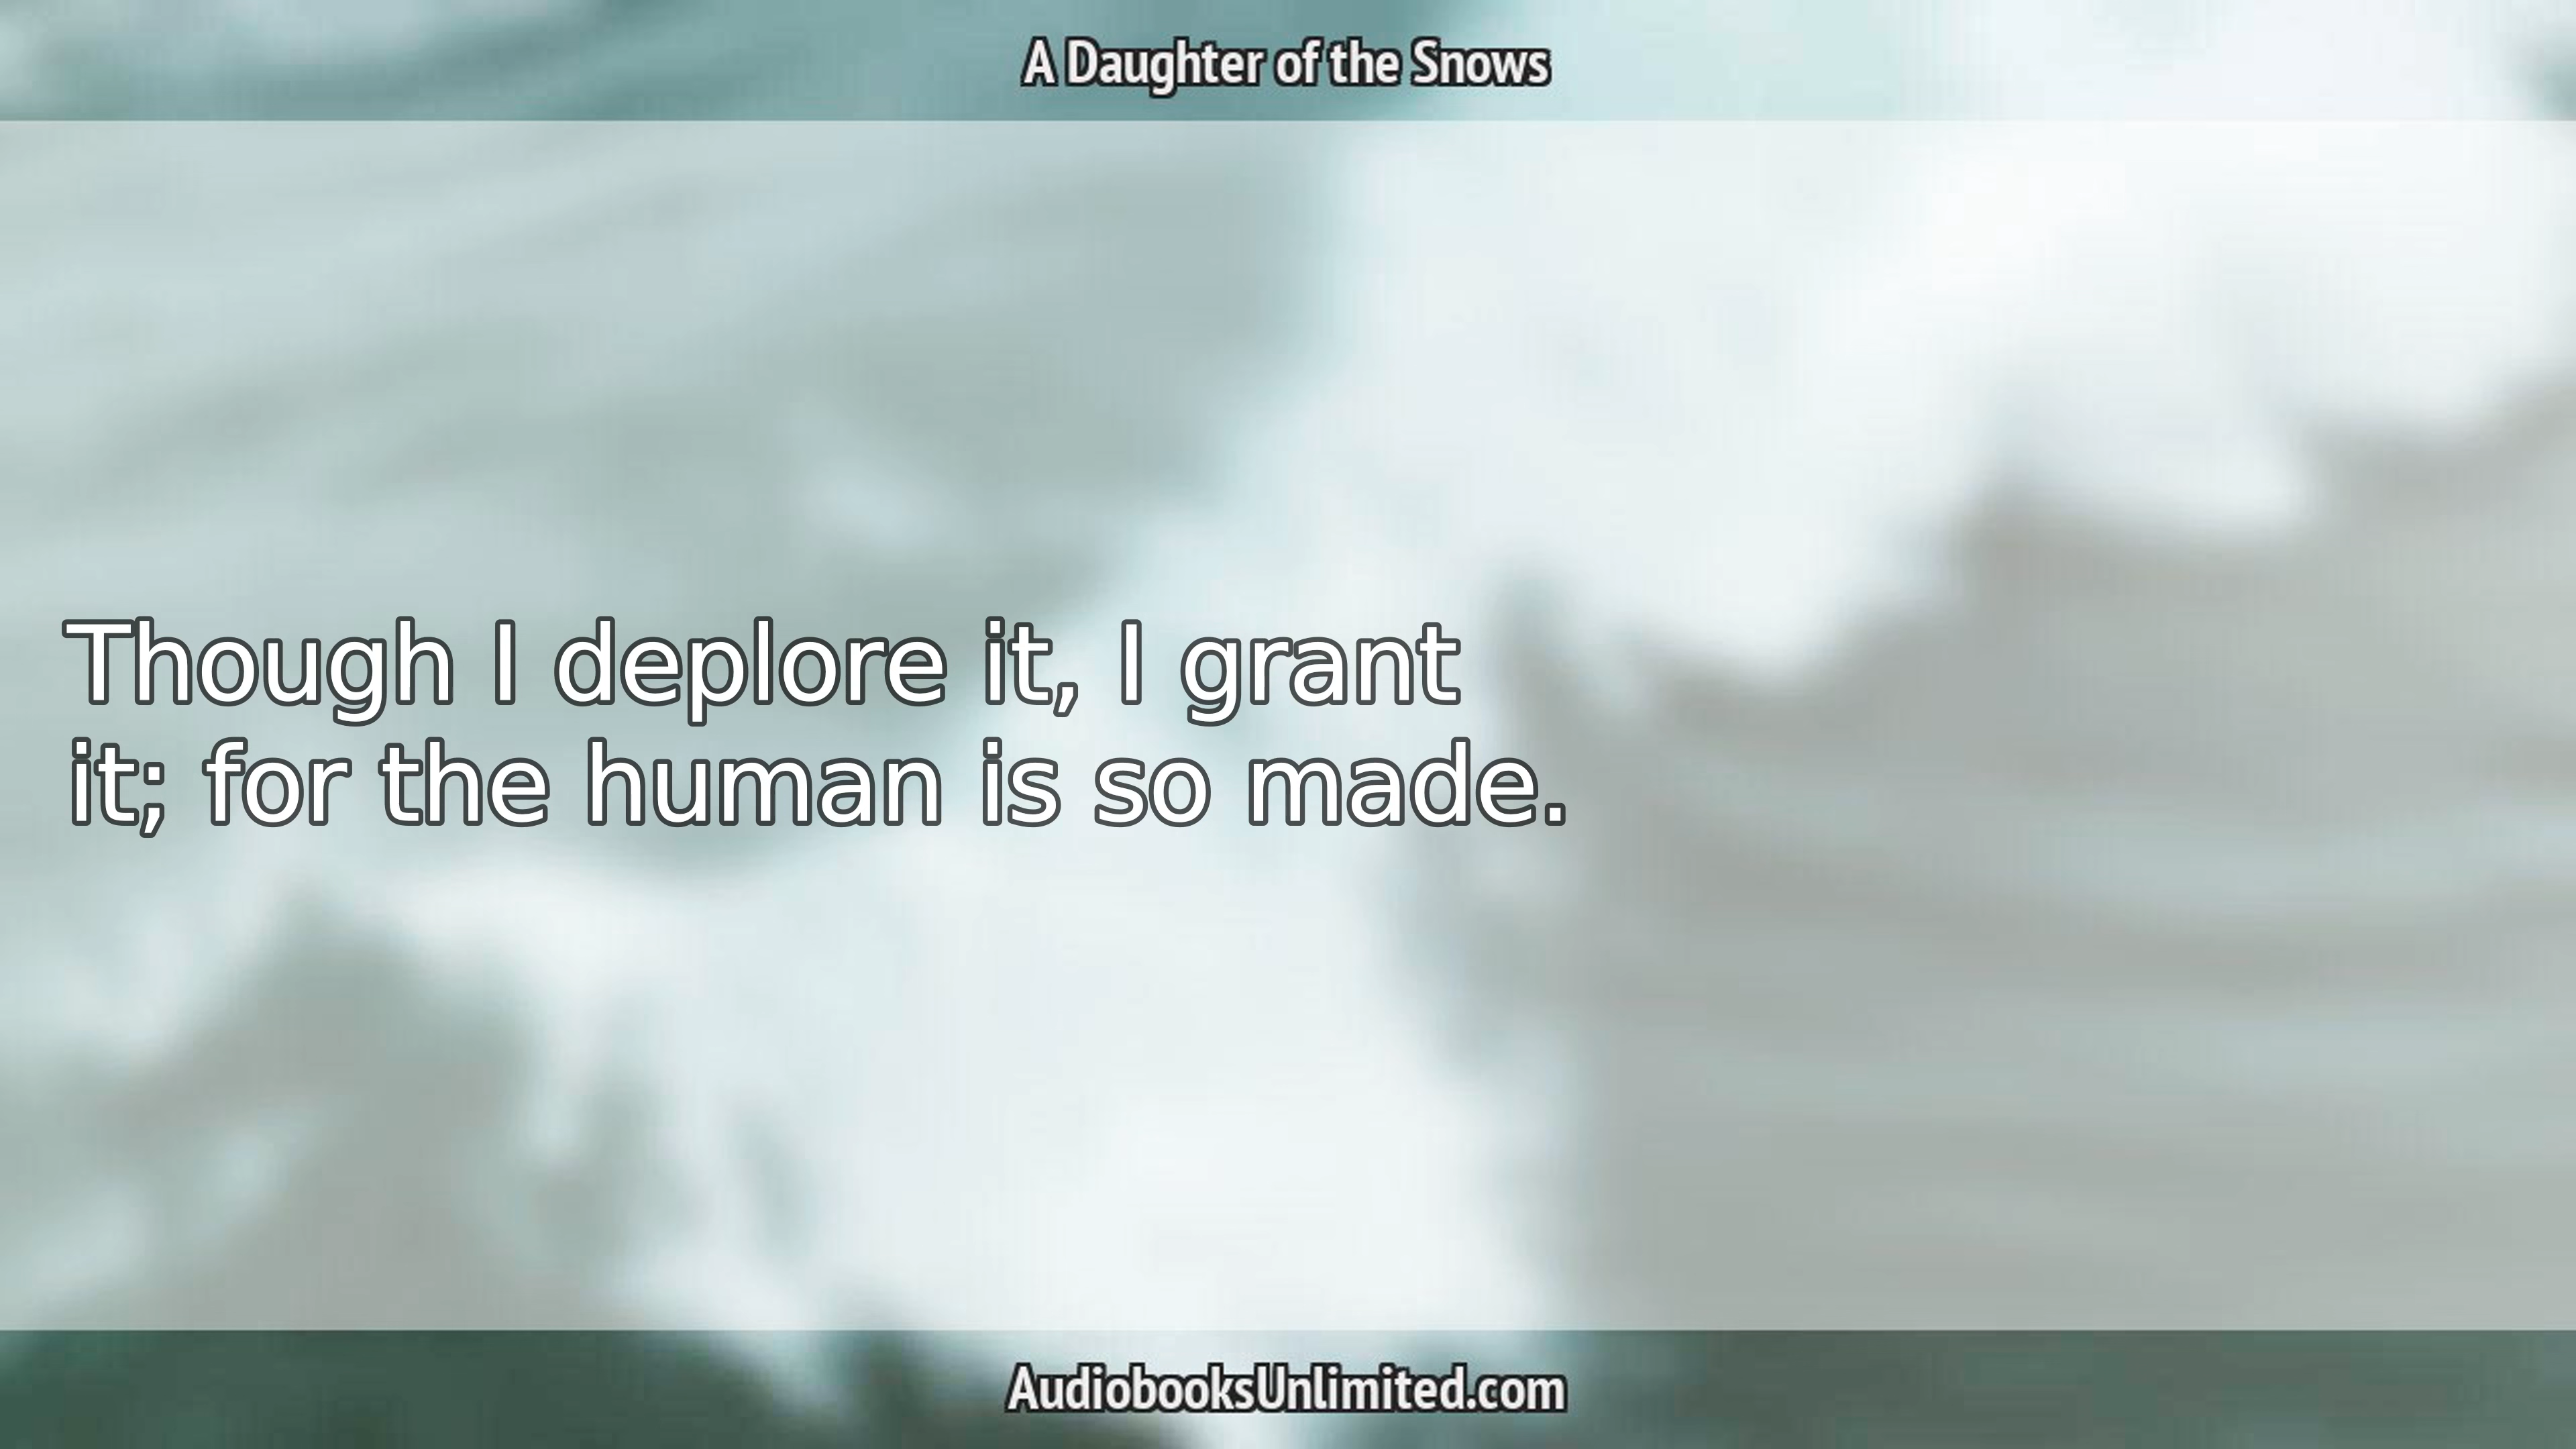 A Daughter of the Snows
Though I deplore it, I grant
it; for the human is so made.
AudiobooksUnlimited.com